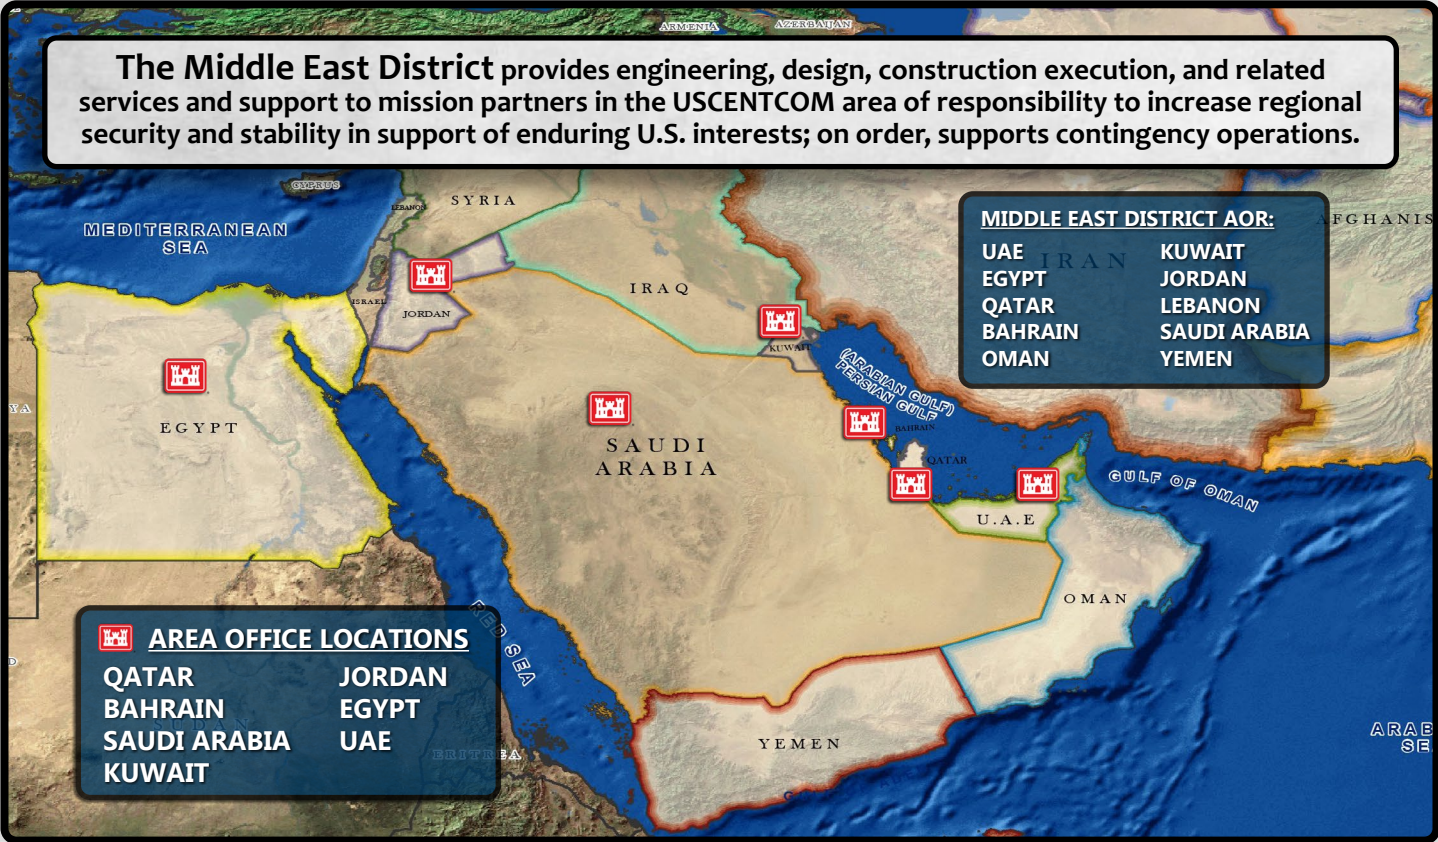 ARMENIA
AZERBAIJAN
The Middle East District provides engineering, design, construction execution, and related
services and support to mission partners in the USCENTCOM area of responsibility to increase regional
security and stability in support of enduring U.S. interests; on order, supports contingency operations.
CYPRUS
LEBANON
SYRIA
MEDITERRANEAN
SEA
MIDDLE EAST DISTRICT AOR:
UAE KUWAIT
EGYPT JORDAN
QATAR LEBANON
BAHRAIN SAUDI ARABIA
OMAN YEMEN
IRAN
AFGHANIS
ISRAEL
JORDAN
IRAQ
KUWAIT
(ARABIAN GULF)
PERSIAN GULF
YA
EGYPT
SAUDI
ARABIA
BAHRAIN
QATAR
U.A.E
GULF OF OMAN
OMAN
RED SEA
AREA OFFICE LOCATIONS
QATAR JORDAN
BAHRAIN EGYPT
SAUDI ARABIA UAE
KUWAIT
SUDAN
ERITREA
YEMEN
ARAB
SE